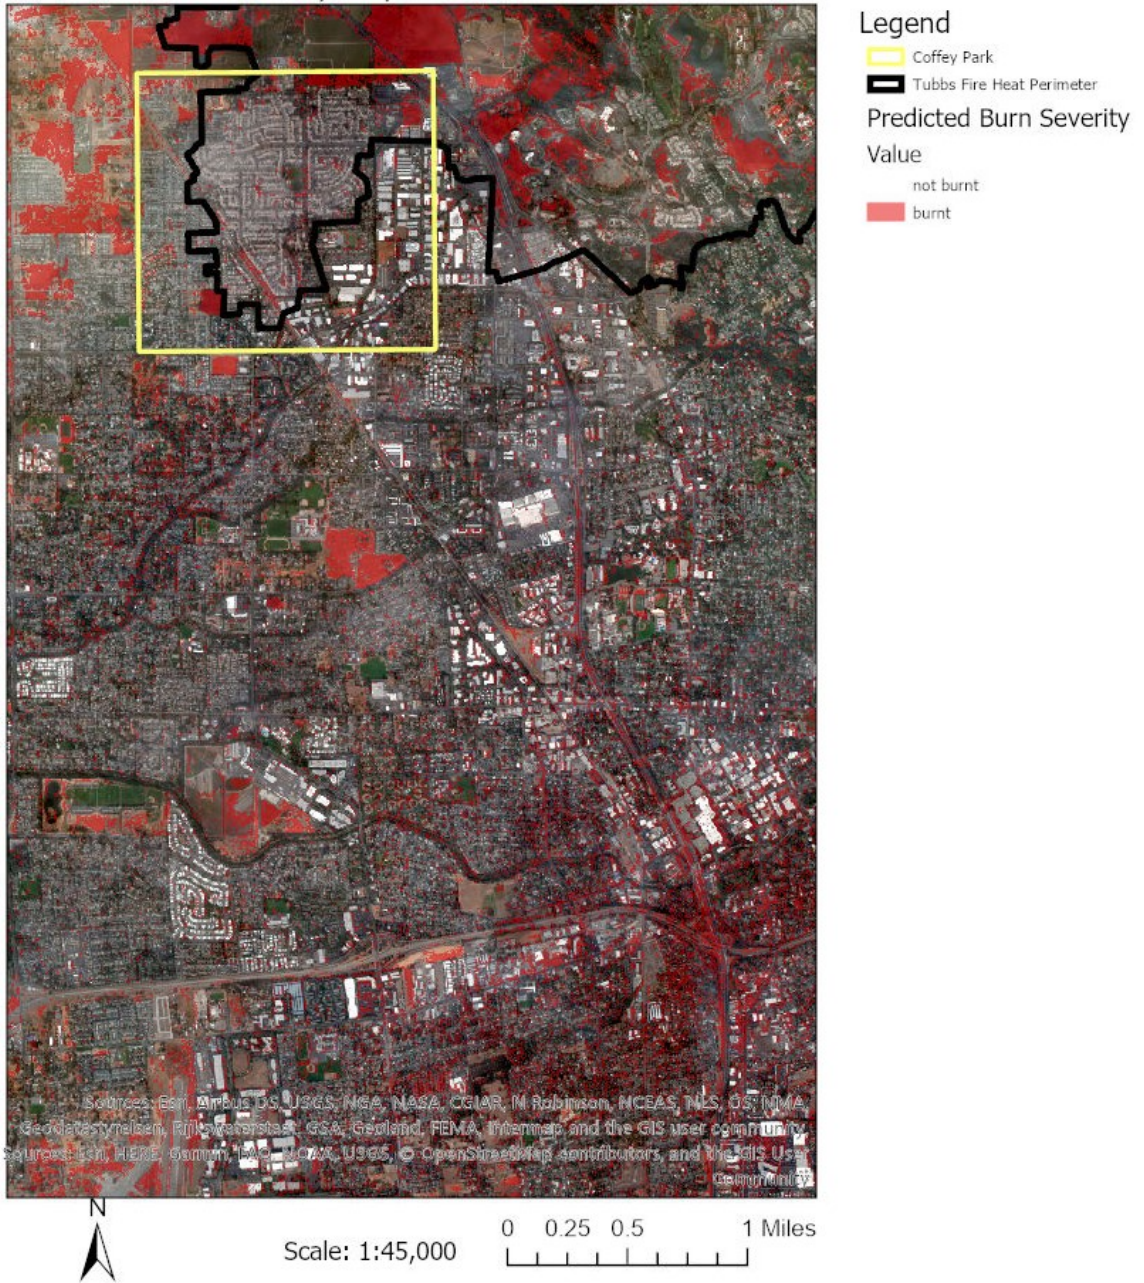 Legend
Coffey Park
Tubbs Fire Heat Perimeter
Predicted Burn Severity
Value
not burnt
burnt
Sources: Esri, Airbus DS, USGS, NGA, NASA, CGIAR, N Robinson, NCEAS, NLS, OS, NMA,
Geodatastyrelsen, Rijkswaterstaat, GSA, Geoland, FEMA, Intermap and the GIS user community
Sources: Esri, HERE, Garmin, FAO, NOAA, USGS, © OpenStreetMap contributors, and the GIS User
Community
N
0 0.25 0.5 1 Miles
Scale: 1:45,000